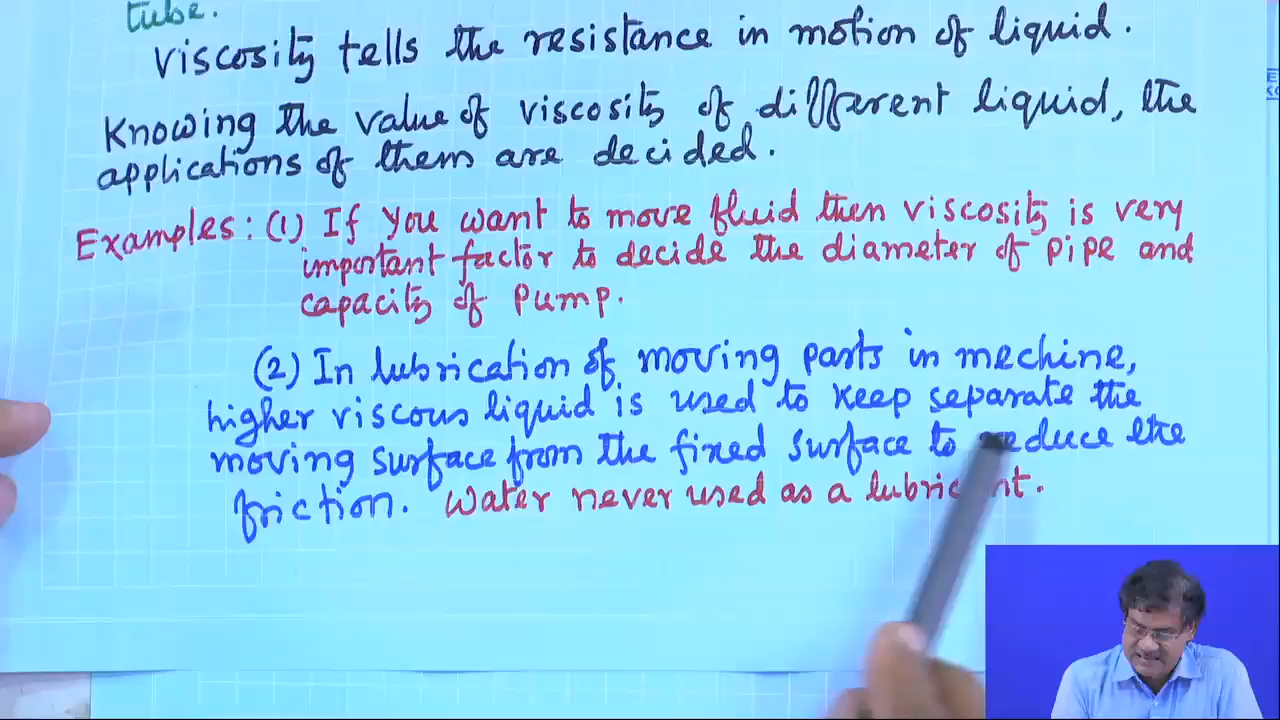 tube.
viscosity tells the resistance in motion of liquid.
Knowing the value of viscosity of different liquid, the
applications of them are decided.
Examples: (1) If you want to move fluid then viscosity is very
important factor to decide the diameter of pipe and
capacity of pump.
(2) In lubrication of moving parts in mechine,
higher viscous liquid is used to keep separate the
moving surface from the fixed surface to reduce the
friction. Water never used as a lubricant.